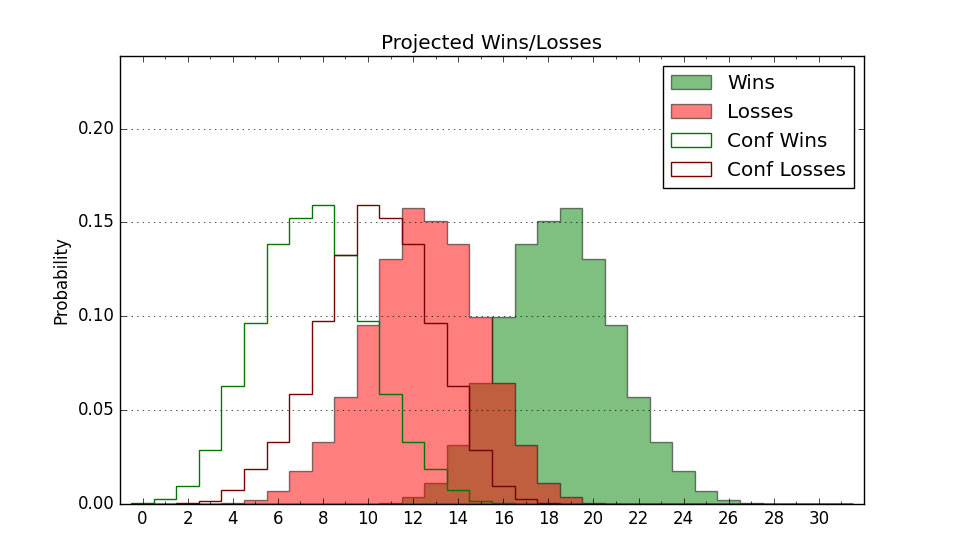 Projected Wins/Losses
Wins
Losses
Conf Wins
Conf Losses
Probability
0.20
0.15
0.10
0.05
0.00
0 2 4 6 8 10 12 14 16 18 20 22 24 26 28 30